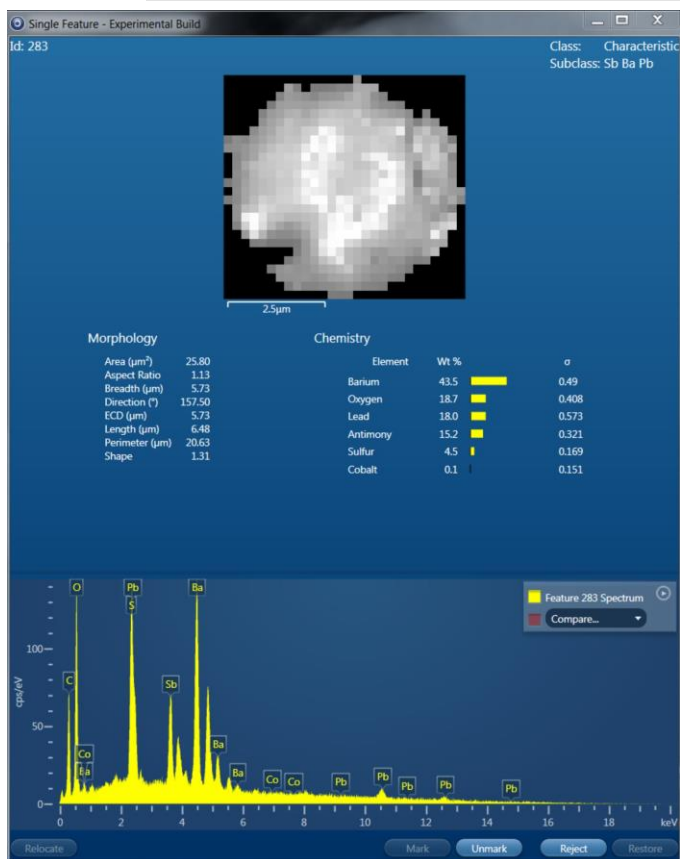 Single Feature - Experimental Build
Id: 283
Class: Characteristic
Subclass: Sb Ba Pb
2.5µm
Morphology
Area (µm²) 25.80
Aspect Ratio 1.13
Breadth (µm) 5.73
Direction (°) 157.50
ECD (µm) 5.73
Length (µm) 6.48
Perimeter (µm) 20.63
Shape 1.31
Chemistry
Element Wt % σ
Barium 43.5 0.49
Oxygen 18.7 0.408
Lead 18.0 0.573
Antimony 15.2 0.321
Sulfur 4.5 0.169
Cobalt 0.1 0.151
Feature 283 Spectrum
Compare...
cps/eV
100
50
0
O
Pb
S
Ba
C
Sb
Co
Ba
Ba
Ba
Co
Co
Pb
Pb
Pb
Pb
Pb
0 2 4 6 8 10 12 14 16 18 keV
Relocate Mark Unmark Reject Restore